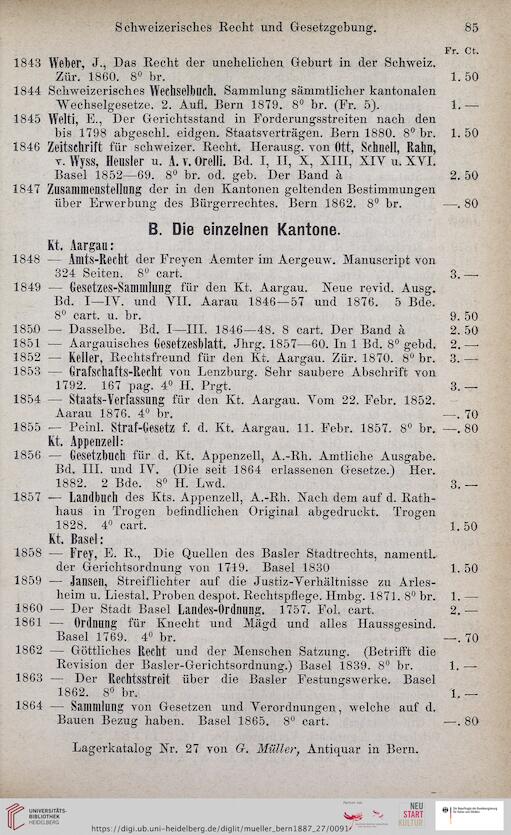 Schweizerisches Recht und Gesetzgebung. 85
Fr. Ct.
1843 Weber, J., Das Recht der unehelichen Geburt in der Schweiz.
Zür. 1860. 8⁰ br. 1. 50
1844 Schweizerisches Wechselbuch. Sammlung sämmtlicher kantonalen
Wechselgesetze. 2. Aufl. Bern 1879. 8⁰ br. (Fr. 5). 1. —
1845 Welti, E., Der Gerichtsstand in Forderungsstreiten nach den
bis 1798 abgeschl. eidgen. Staatsverträgen. Bern 1880. 8⁰ br. 1. 50
1846 Zeitschrift für schweizer. Recht. Herausg. von Ott, Schnell, Rahn,
v. Wyss, Heusler u. A. v. Orelli. Bd. I, II, X, XIII, XIV u. XVI.
Basel 1852—69. 8⁰ br. od. geb. Der Band à 2. 50
1847 Zusammenstellung der in den Kantonen geltenden Bestimmungen
über Erwerbung des Bürgerrechtes. Bern 1862. 8⁰ br. —. 80
B. Die einzelnen Kantone.
Kt. Aargau:
1848 — Amts-Recht der Freyen Aemter im Aergeuw. Manuscript von
324 Seiten. 8⁰ cart. 3. —
1849 — Gesetzes-Sammlung für den Kt. Aargau. Neue revid. Ausg.
Bd. I—IV. und VII. Aarau 1846—57 und 1876. 5 Bde.
8⁰ cart. u. br. 9. 50
1850 — Dasselbe. Bd. I—III. 1846—48. 8 cart. Der Band à 2. 50
1851 — Aargauisches Gesetzesblatt, Jhrg. 1857—60. In 1 Bd. 8⁰ gebd. 2. —
1852 — Keller, Rechtsfreund für den Kt. Aargau. Zür. 1870. 8⁰ br. 3. —
1853 — Grafschafts-Recht von Lenzburg. Sehr saubere Abschrift von
1792. 167 pag. 4⁰ H. Prgt. 3. —
1854 — Staats-Verfassung für den Kt. Aargau. Vom 22. Febr. 1852.
Aarau 1876. 4⁰ br. —. 70
1855 — Peinl. Straf-Gesetz f. d. Kt. Aargau. 11. Febr. 1857. 8⁰ br. —. 80
Kt. Appenzell:
1856 — Gesetzbuch für d. Kt. Appenzell, A.-Rh. Amtliche Ausgabe.
Bd. III. und IV. (Die seit 1864 erlassenen Gesetze.) Her.
1882. 2 Bde. 8⁰ H. Lwd. 3. —
1857 — Landbuch des Kts. Appenzell, A.-Rh. Nach dem auf d. Rath-
haus in Trogen befindlichen Original abgedruckt. Trogen
1828. 4⁰ cart. 1. 50
Kt. Basel:
1858 — Frey, E. R., Die Quellen des Basler Stadtrechts, namentl.
der Gerichtsordnung von 1719. Basel 1830 1. 50
1859 — Jansen, Streiflichter auf die Justiz-Verhältnisse zu Arles-
heim u. Liestal. Proben despot. Rechtspflege. Hmbg. 1871. 8⁰ br. 1. —
1860 — Der Stadt Basel Landes-Ordnung. 1757. Fol. cart. 2. —
1861 — Ordnung für Knecht und Mägd und alles Haussgesind.
Basel 1769. 4⁰ br. —. 70
1862 — Göttliches Recht und der Menschen Satzung. (Betrifft die
Revision der Basler-Gerichtsordnung.) Basel 1839. 8⁰ br. 1. —
1863 — Der Rechtsstreit über die Basler Festungswerke. Basel
1862. 8⁰ br. 1. —
1864 — Sammlung von Gesetzen und Verordnungen, welche auf d.
Bauen Bezug haben. Basel 1865. 8⁰ cart. —. 80
Lagerkatalog Nr. 27 von G. Müller, Antiquar in Bern.
UNIVERSITÄTS-
BIBLIOTHEK
HEIDELBERG
https://digi.ub.uni-heidelberg.de/diglit/mueller_bern1887_27/0091
NEU
START
KULTUR